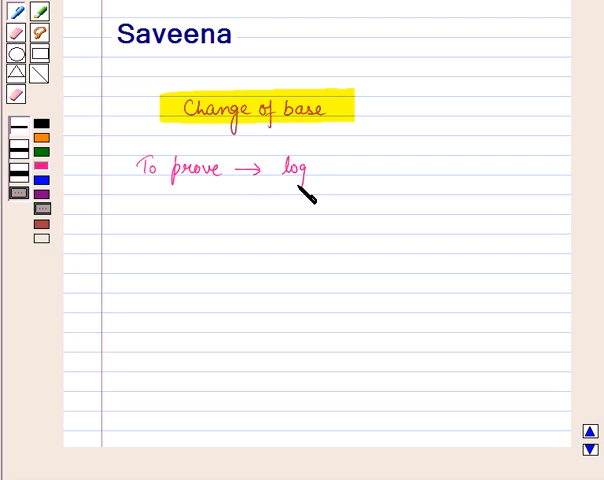 Saveena
Change of base
To prove → log